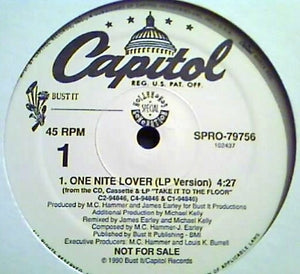 Capitol
REG. U.S. PAT. OFF.
BUST IT
SPECIAL
45 RPM
SPRO-79756
102437
1
1. ONE NITE LOVER (LP Version) 4:27
(from the CD, Cassette & LP "TAKE IT TO THE FLOOR"
C2-94846, C4-94846 & C1-94846)
Produced by M.C. Hammer and James Earley for Bust It Productions
Additional Production by Michael Kelly
Remixed by James Earley and Michael Kelly
Composed by M.C. Hammer-J. Earley
Published by Bust It Publishing - BMI
Executive Producers: M.C. Hammer and Louis K. Burrell
NOT FOR SALE
© 1990 Bust It/Capitol Records